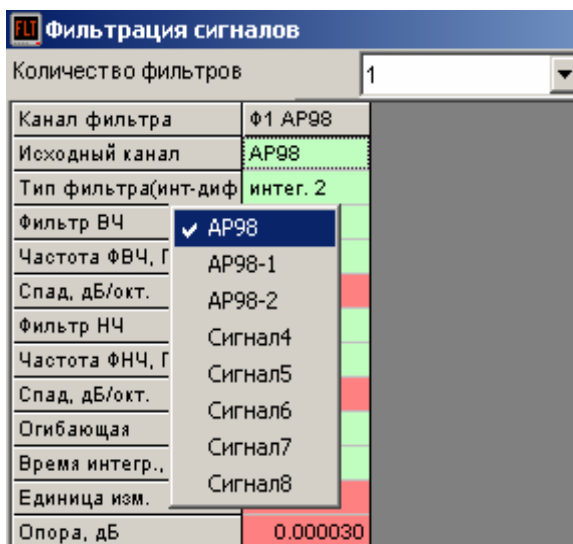 FLT Фильтрация сигналов
Количество фильтров 1
Канал фильтра Ф1 АР98
Исходный канал АР98
Тип фильтра(инт-диф интег. 2
Фильтр ВЧ
АР98
Частота ФВЧ, Г
АР98-1
Спад, дБ/окт.
АР98-2
Фильтр НЧ
Сигнал4
Частота ФНЧ, Г
Сигнал5
Спад, дБ/окт.
Сигнал6
Огибающая
Сигнал7
Время интегр.,
Сигнал8
Единица изм.
Опора, дБ 0.000030